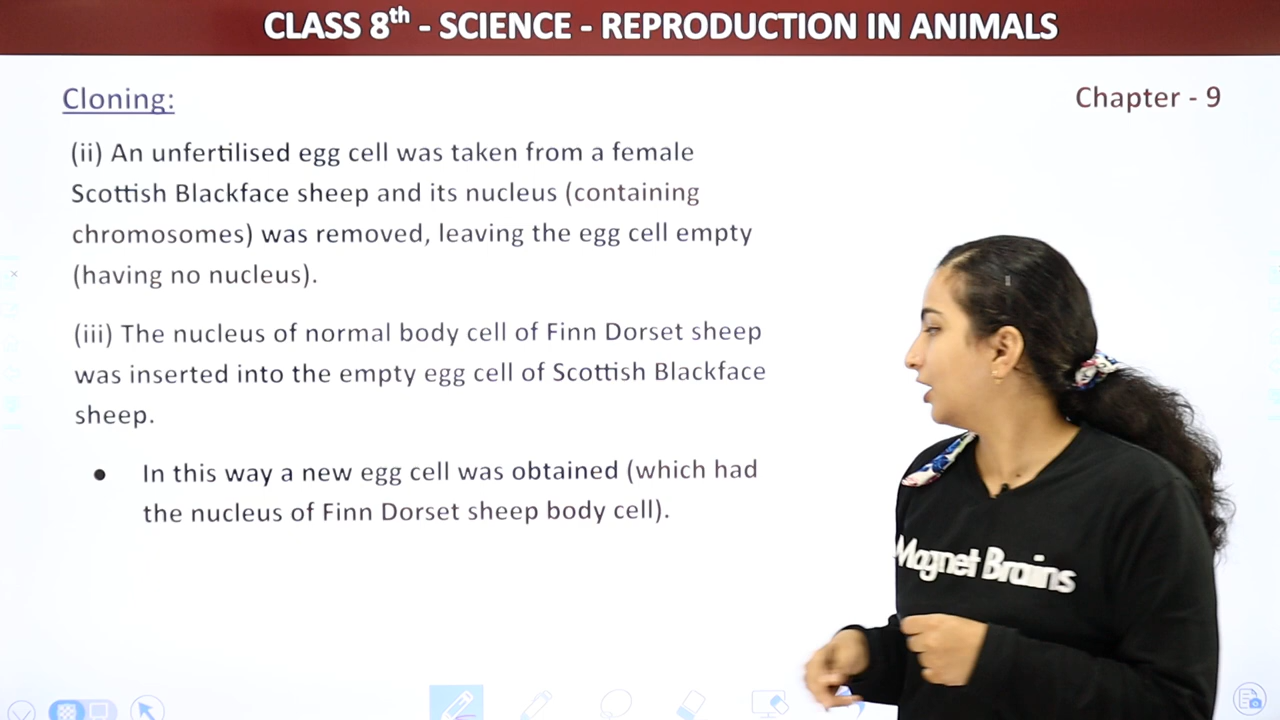 CLASS 8th - SCIENCE - REPRODUCTION IN ANIMALS
Cloning:
Chapter - 9
(ii) An unfertilised egg cell was taken from a female
Scottish Blackface sheep and its nucleus (containing
chromosomes) was removed, leaving the egg cell empty
(having no nucleus).
(iii) The nucleus of normal body cell of Finn Dorset sheep
was inserted into the empty egg cell of Scottish Blackface
sheep.
● In this way a new egg cell was obtained (which had
the nucleus of Finn Dorset sheep body cell).
Magnet Brains